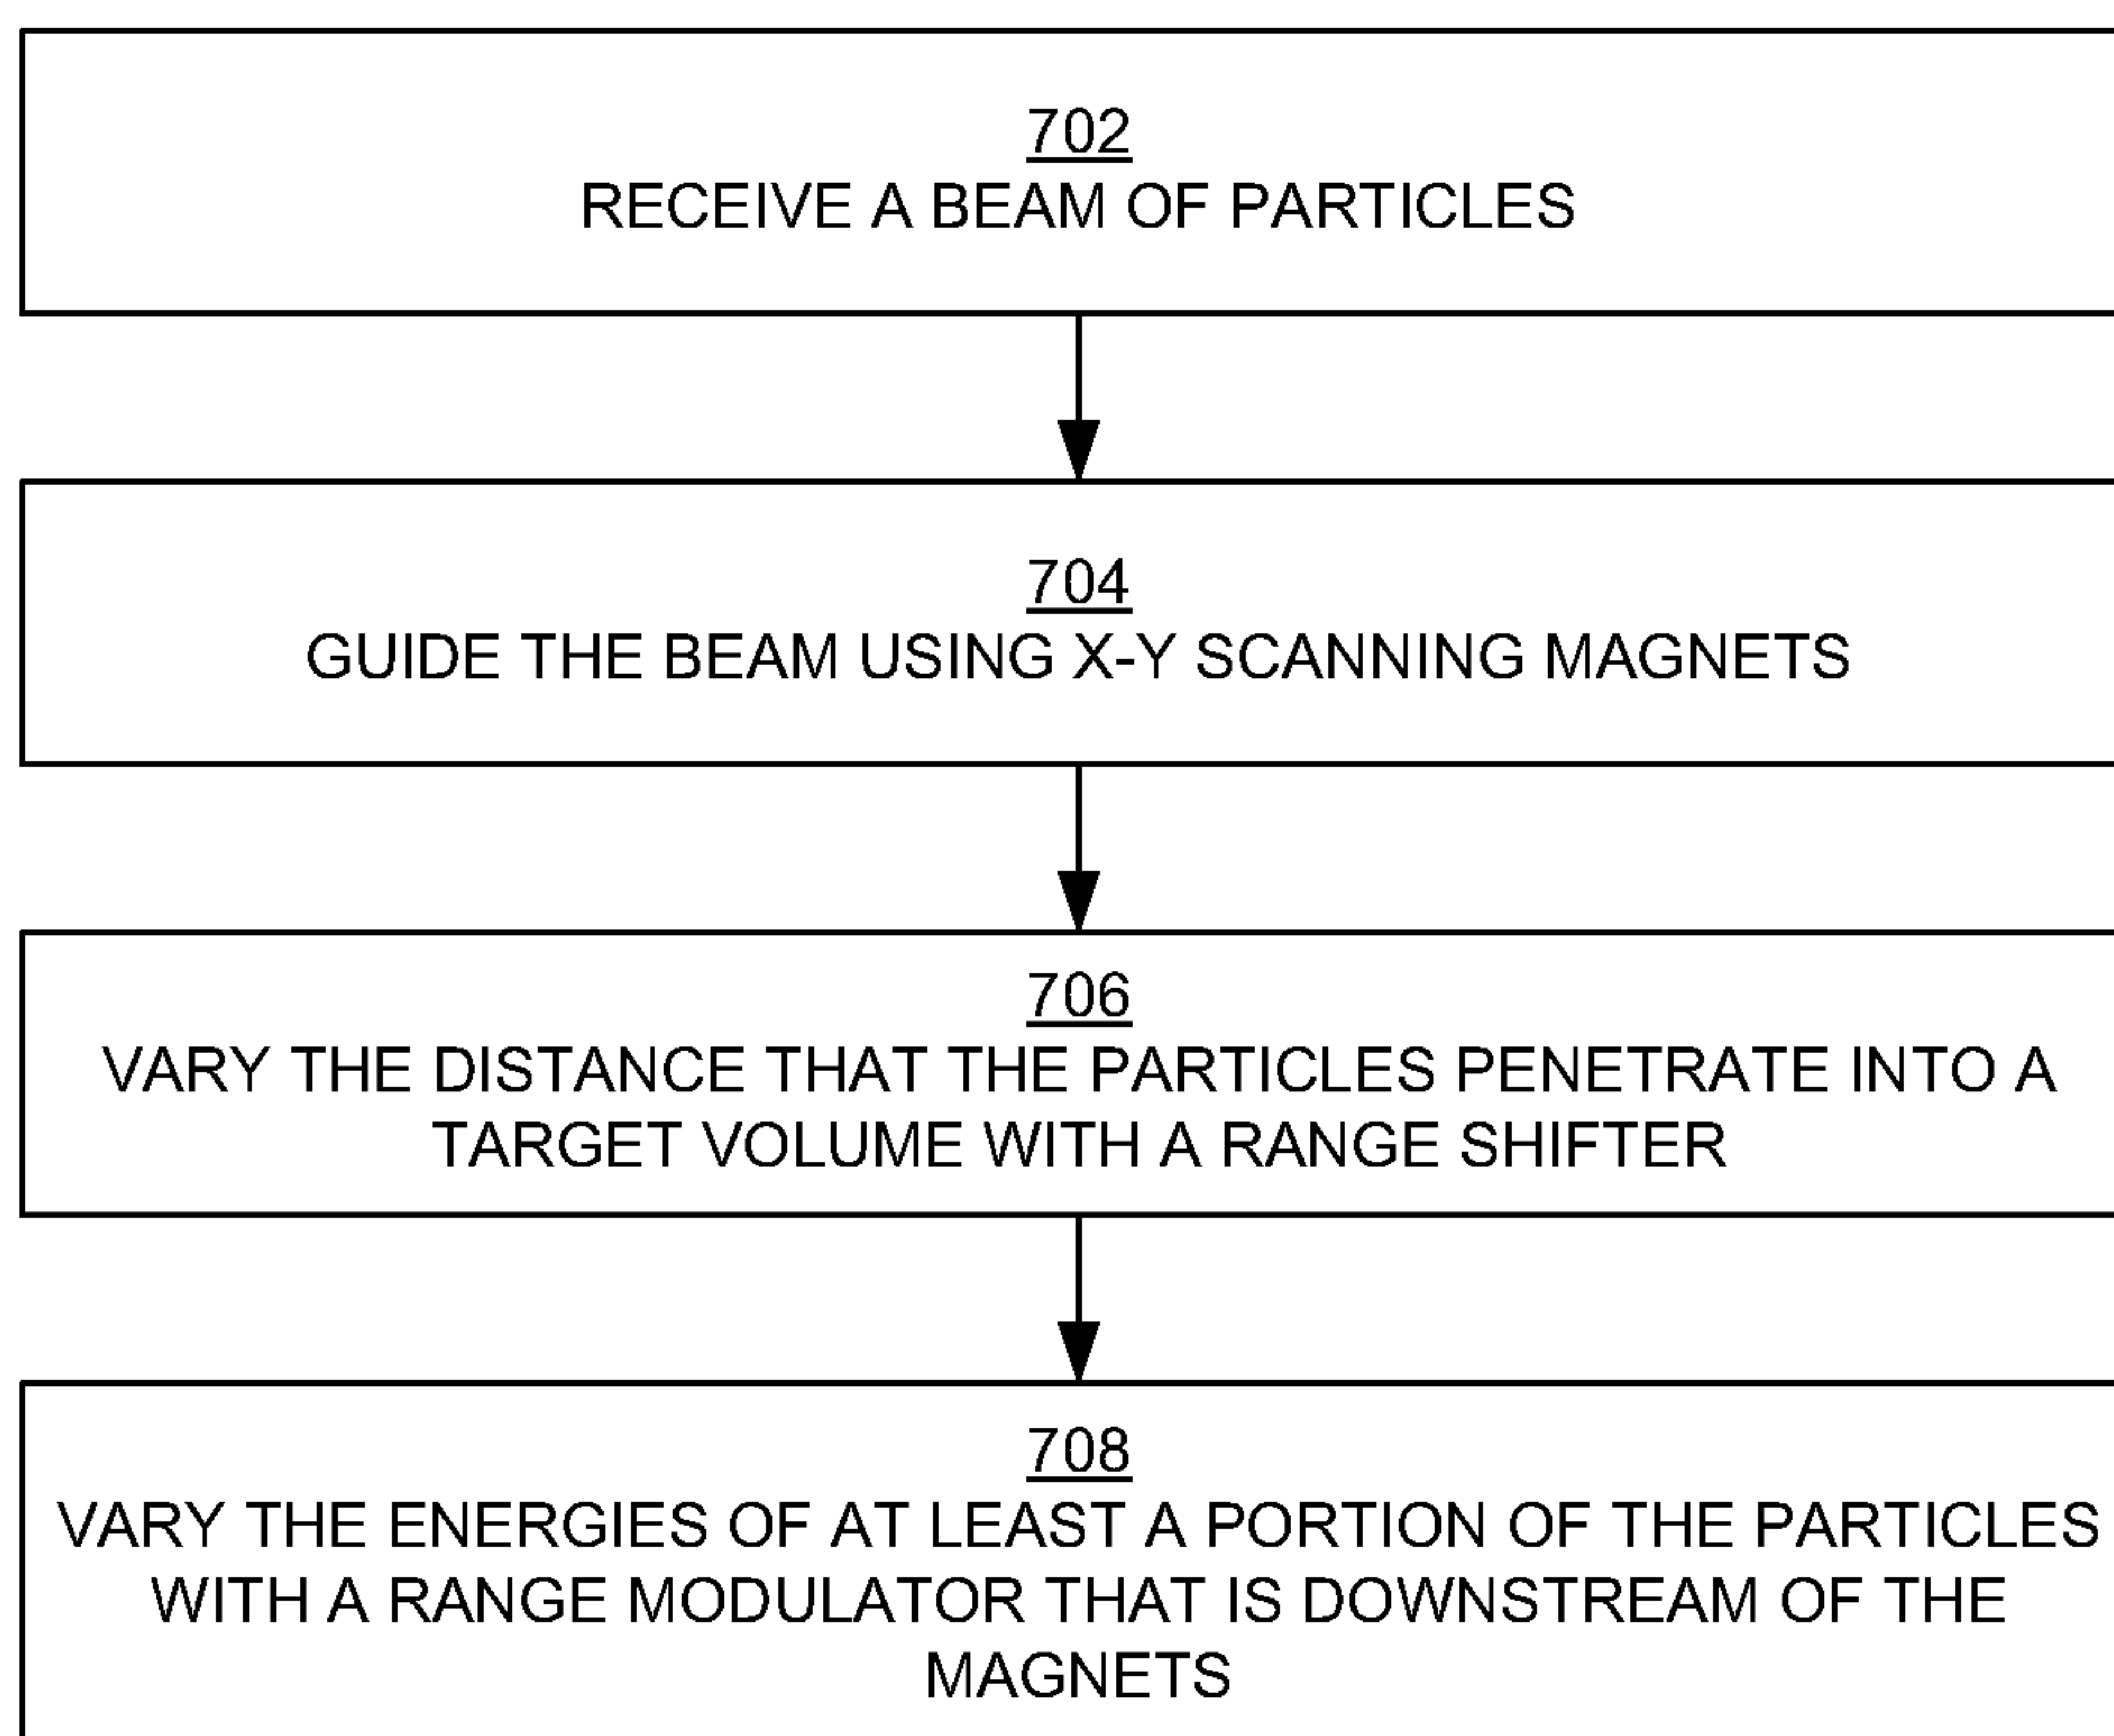 702
RECEIVE A BEAM OF PARTICLES
704
GUIDE THE BEAM USING X-Y SCANNING MAGNETS
706
VARY THE DISTANCE THAT THE PARTICLES PENETRATE INTO A
TARGET VOLUME WITH A RANGE SHIFTER
708
VARY THE ENERGIES OF AT LEAST A PORTION OF THE PARTICLES
WITH A RANGE MODULATOR THAT IS DOWNSTREAM OF THE
MAGNETS